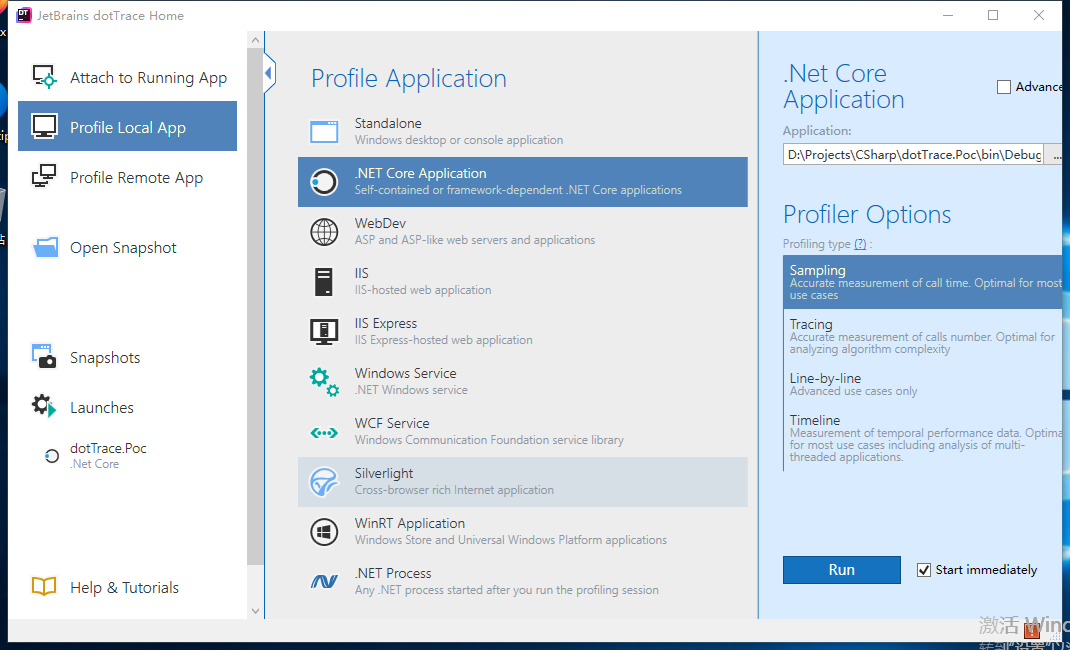 JetBrains dotTrace Home
Attach to Running App
Profile Local App
Profile Remote App
Open Snapshot
Snapshots
Launches
dotTrace.Poc
.Net Core
Help & Tutorials
Profile Application
Standalone
Windows desktop or console application
.NET Core Application
Self-contained or framework-dependent .NET Core applications
WebDev
ASP and ASP-like web servers and applications
IIS
IIS-hosted web application
IIS Express
IIS Express-hosted web application
Windows Service
.NET Windows service
WCF Service
Windows Communication Foundation service library
Silverlight
Cross-browser rich Internet application
WinRT Application
Windows Store and Universal Windows Platform applications
.NET Process
Any .NET process started after you run the profiling session
.Net Core
Application
Advance
Application:
D:\Projects\CSharp\dotTrace.Poc\bin\Debug
...
Profiler Options
Profiling type (?) :
Sampling
Accurate measurement of call time. Optimal for most
use cases
Tracing
Accurate measurement of calls number. Optimal for
analyzing algorithm complexity
Line-by-line
Advanced use cases only
Timeline
Measurement of temporal performance data. Optima
for most use cases including analysis of multi-
threaded applications.
Run
Start immediately
激活 Winc